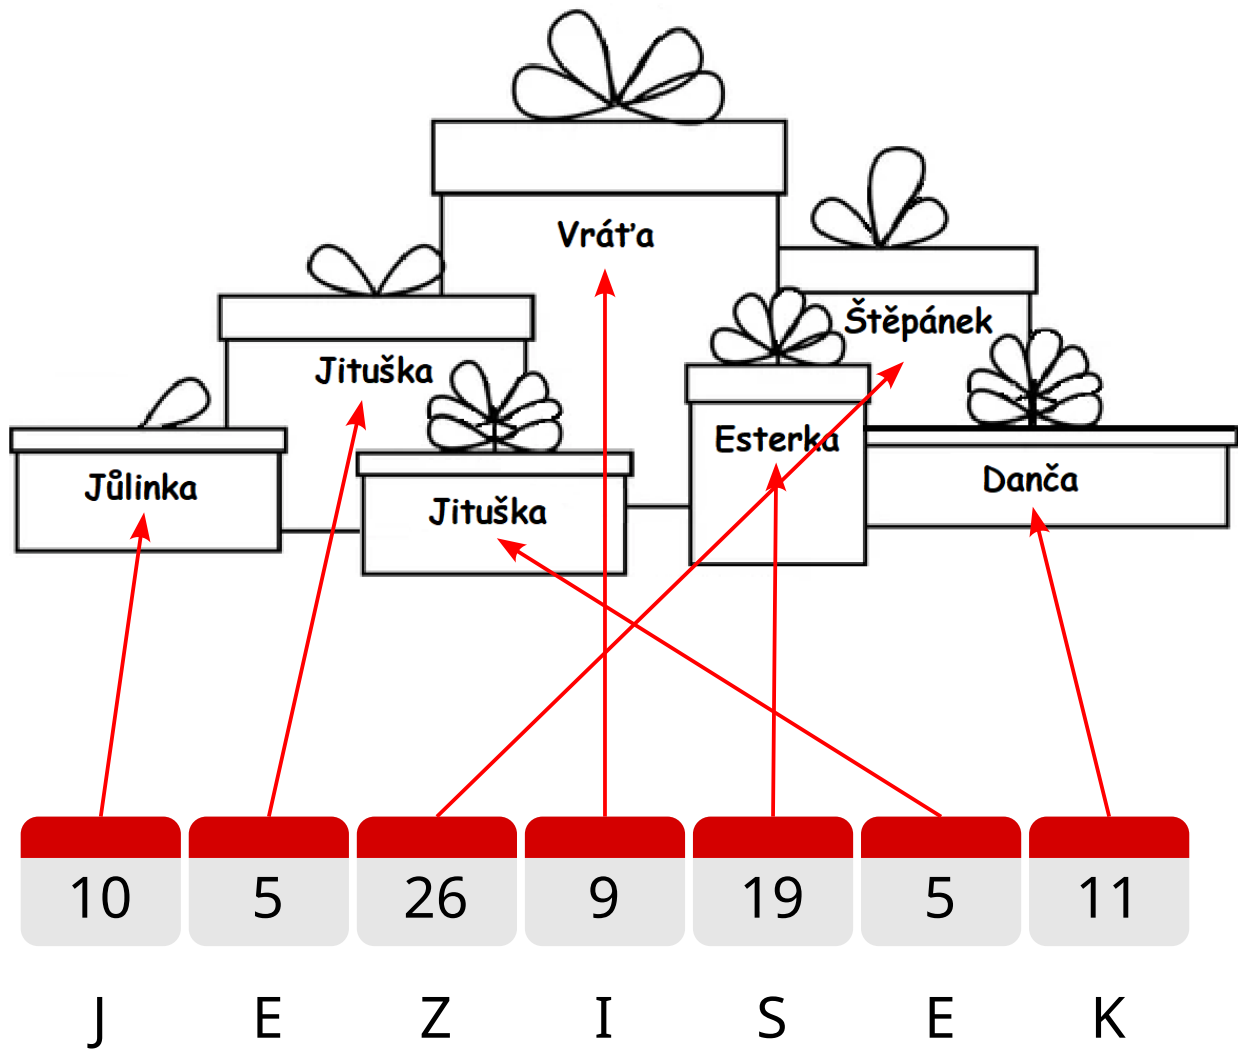 Vráťa
Štěpánek
Jituška
Esterka
Danča
Jůlinka
Jituška
10 5 26 9 19 5 11
J E Z I S E K